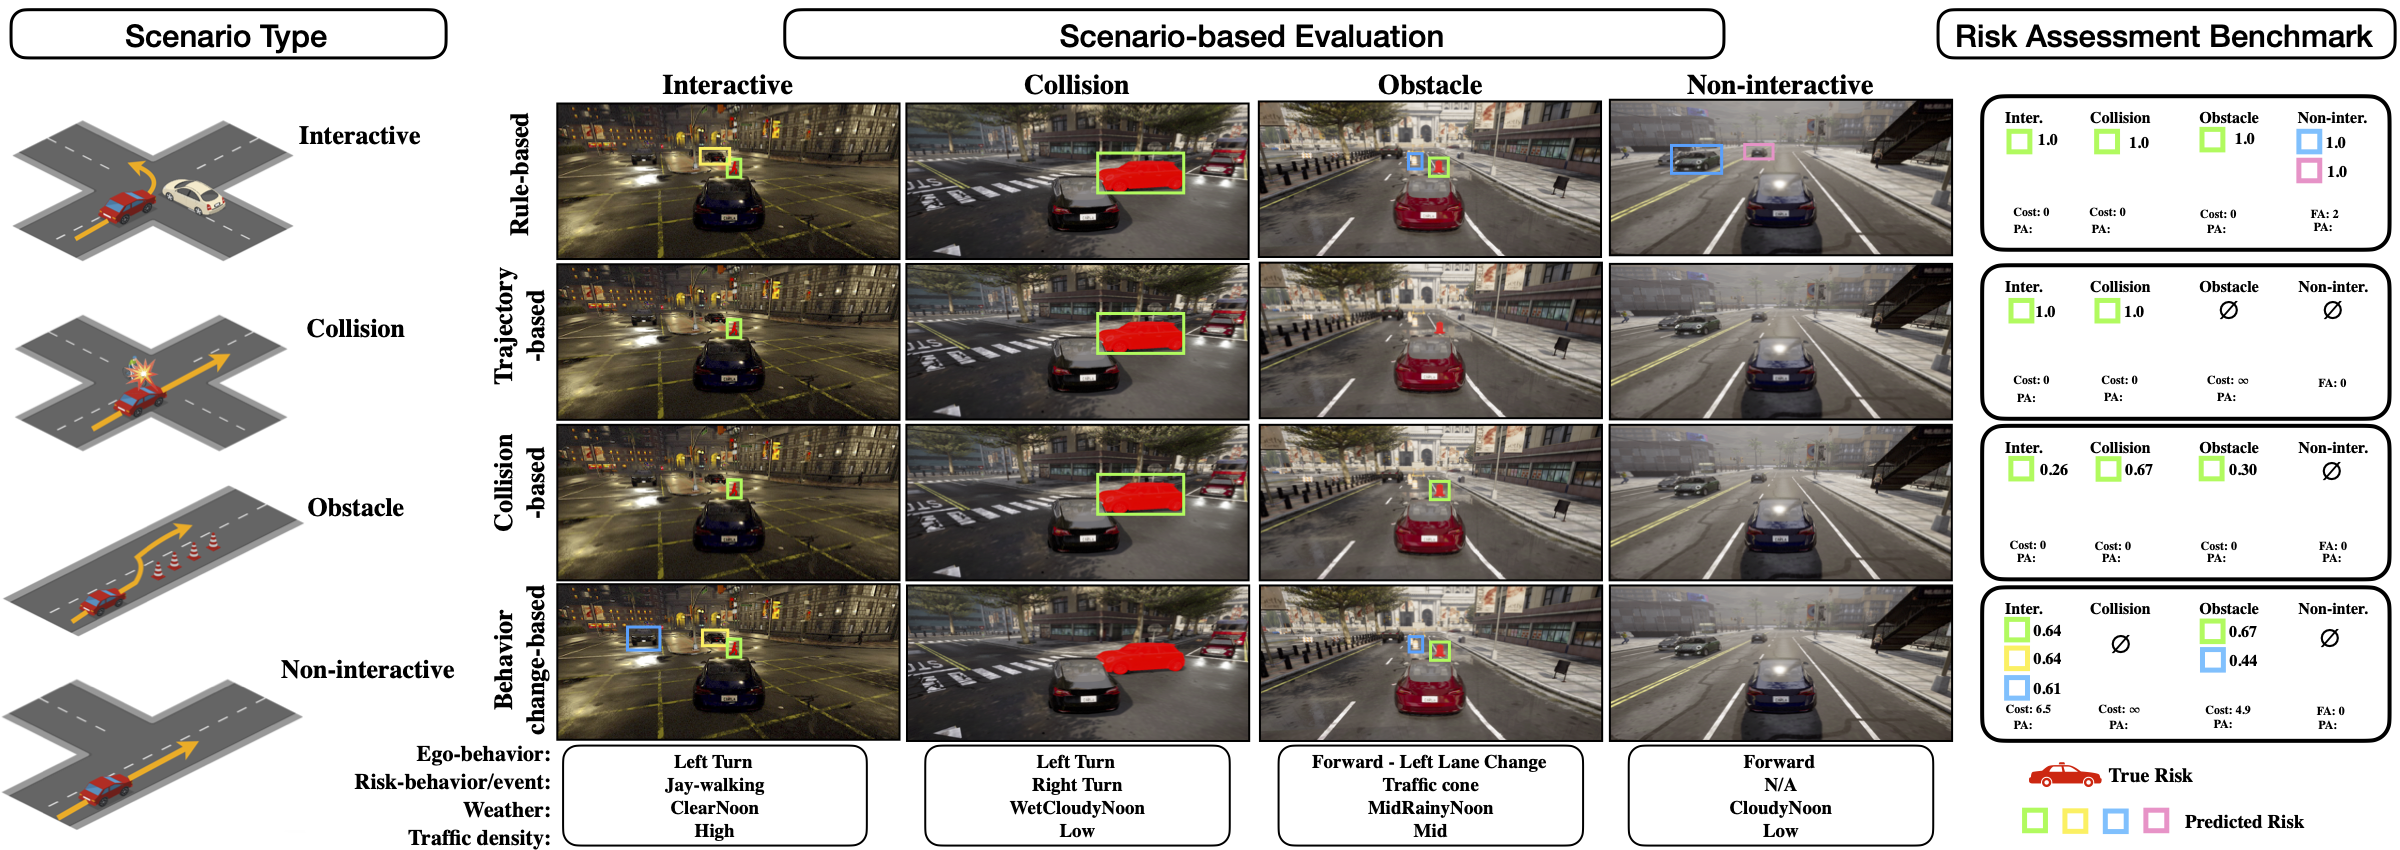 Scenario Type
Scenario-based Evaluation
Risk Assessment Benchmark
Interactive
Collision
Obstacle
Non-interactive
Interactive
Collision
Obstacle
Non-interactive
Rule-based
Inter. Collision Obstacle Non-inter.
1.0 1.0 1.0 1.0
1.0
Cost: 0 Cost: 0 Cost: 0 FA: 2
PA: PA: PA: PA:
Trajectory
-based
Inter. Collision Obstacle Non-inter.
1.0 1.0 ∅ ∅
Cost: 0 Cost: 0 Cost: ∞ FA: 0
PA: PA: PA:
Collision
-based
Inter. Collision Obstacle Non-inter.
0.26 0.67 0.30 ∅
Cost: 0 Cost: 0 Cost: 0 FA: 0
PA: PA: PA: PA:
Behavior
change-based
Inter. Collision Obstacle Non-inter.
0.64 ∅ 0.67 ∅
0.64 0.44
0.61
Cost: 6.5 Cost: ∞ Cost: 4.9 FA: 0
PA: PA: PA: PA:
Ego-behavior: Left Turn Left Turn Forward - Left Lane Change Forward
Risk-behavior/event: Jay-walking Right Turn Traffic cone N/A
Weather: ClearNoon WetCloudyNoon MidRainyNoon CloudyNoon
Traffic density: High Low Mid Low
True Risk
Predicted Risk